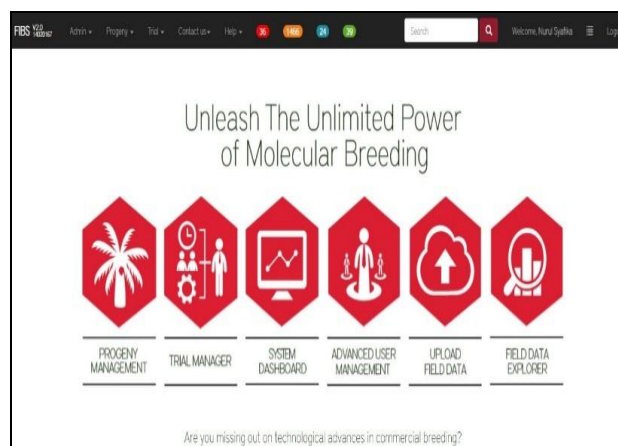 FIBS V2.0
14020167
Admin Progeny Trial Contact us Help 36 1466 24 39 Search Welcome, Nurul Syafika
Unleash The Unlimited Power
of Molecular Breeding
PROGENY
MANAGEMENT
TRIAL MANAGER
SYSTEM
DASHBOARD
ADVANCED USER
MANAGEMENT
UPLOAD
FIELD DATA
FIELD DATA
EXPLORER
Are you missing out on technological advances in commercial breeding?